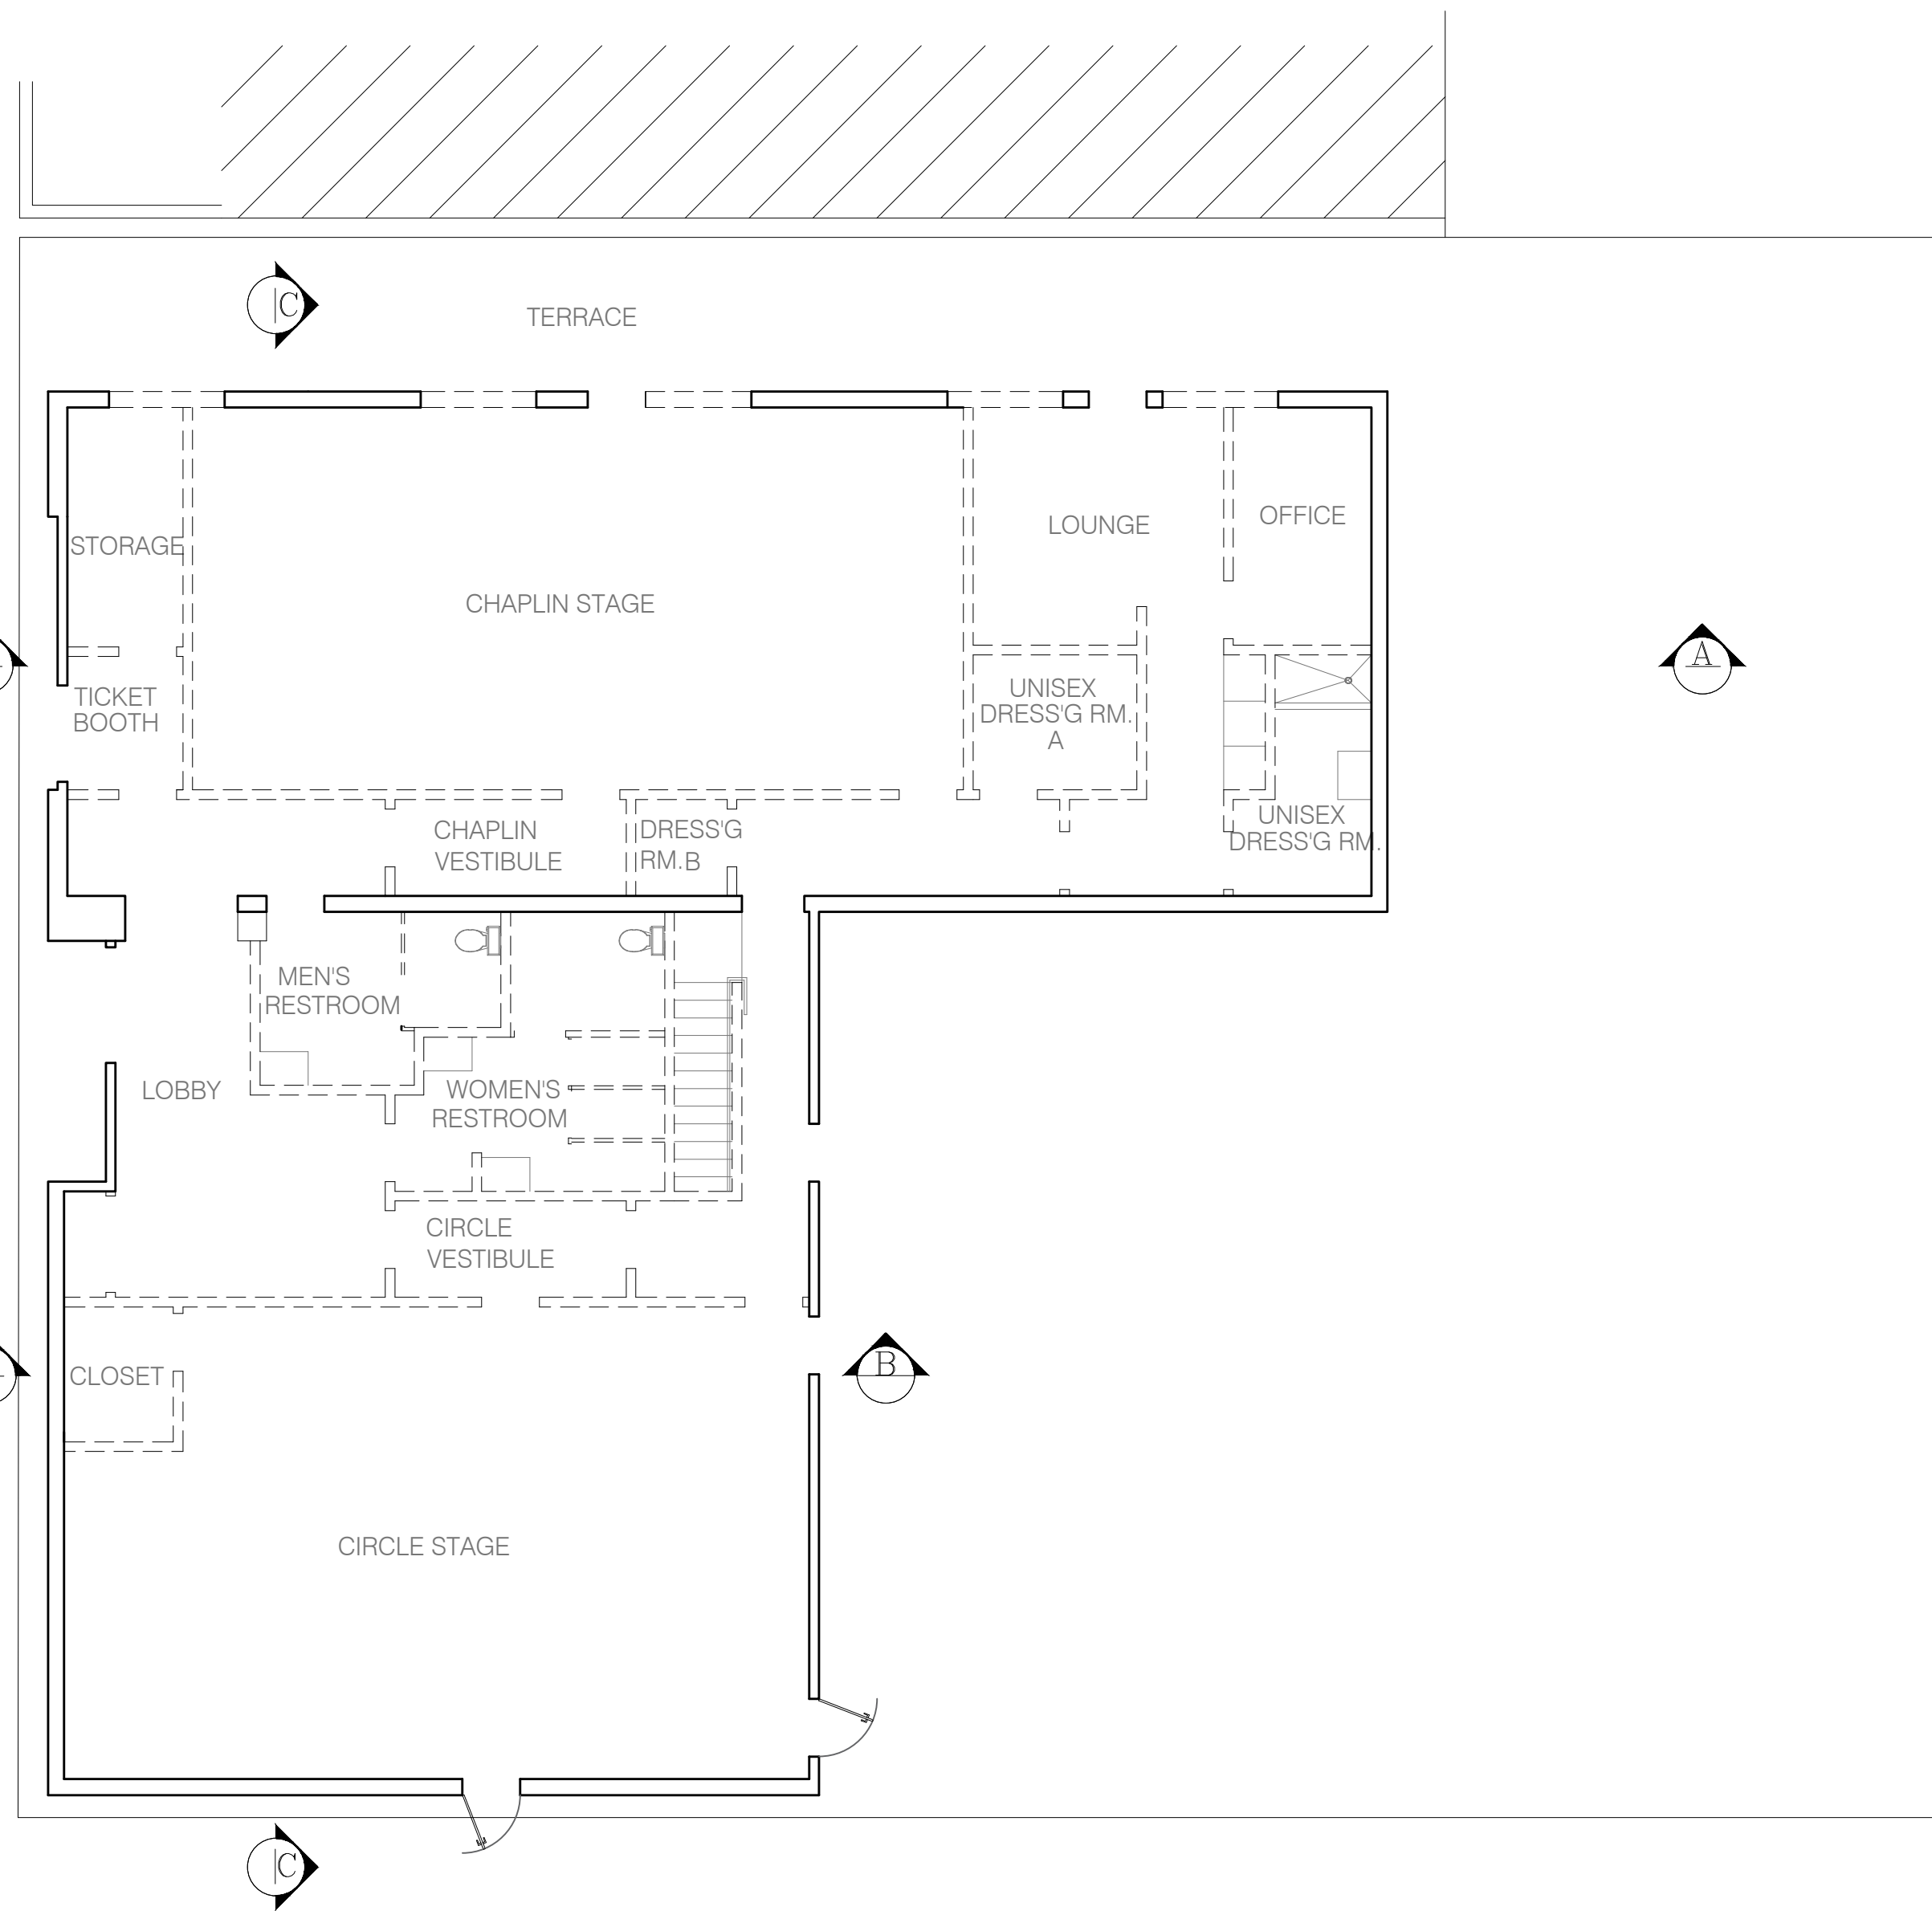 C
TERRACE
STORAGE
LOUNGE
OFFICE
CHAPLIN STAGE
A
TICKET
BOOTH
UNISEX
DRESS'G RM.
A
CHAPLIN
VESTIBULE
DRESS'G
RM.B
UNISEX
DRESS'G RM.
MEN'S
RESTROOM
LOBBY
WOMEN'S
RESTROOM
CIRCLE
VESTIBULE
CLOSET
B
CIRCLE STAGE
C